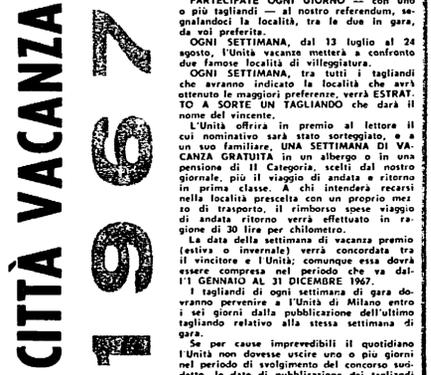 CITTÀ VACANZA
1967
PARTECIPATE OGNI GIORNO — con uno
o più tagliandi — al nostro referendum, se-
gnalandoci la località, tra le due in gara,
da voi preferita.
OGNI SETTIMANA, dal 13 luglio al 24
agosto, l'Unità vacanze metterà a confronto
due famose località di villeggiatura.
OGNI SETTIMANA, tra tutti i tagliandi
che avranno indicato la località che avrà
ottenuto le maggiori preferenze, verrà ESTRAT-
TO A SORTE UN TAGLIANDO che darà il
nome del vincente.
L'Unità offrirà in premio al lettore il
cui nominativo sarà stato sorteggiato, e a
un suo familiare, UNA SETTIMANA DI VA-
CANZA GRATUITA in un albergo o in una
pensione di II Categoria, scelti dal nostro
giornale, più il viaggio di andata e ritorno
in prima classe. A chi intenderà recarsi
nella località prescelta con un proprio mez
zo di trasporto, il rimborso spese viaggio
di andata ritorno verrà effettuato in ra-
gione di 30 lire per chilometro.
La data della settimana di vacanza premio
(estiva o invernale) verrà concordata tra
il vincitore e l'Unità; comunque essa dovrà
essere compresa nel periodo che va dal-
l'1 GENNAIO AL 31 DICEMBRE 1967.
I tagliandi di ogni settimana di gara do-
vranno pervenire a l'Unità di Milano entro
i sei giorni dalla pubblicazione dell'ultimo
tagliando relativo alla stessa settimana di
gara.
Se per cause imprevedibili il quotidiano
l'Unità non dovesse uscire uno o più giorni
nel periodo di svolgimento del concorso sud-
detto, la data di pubblicazione dei tagliandi